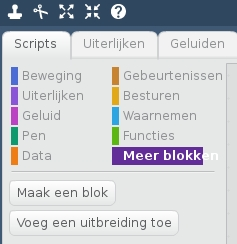 Scripts Uiterlijken Geluiden
Beweging Gebeurtenissen
Uiterlijken Besturen
Geluid Waarnemen
Pen Functies
Data Meer blokken
Maak een blok
Voeg een uitbreiding toe